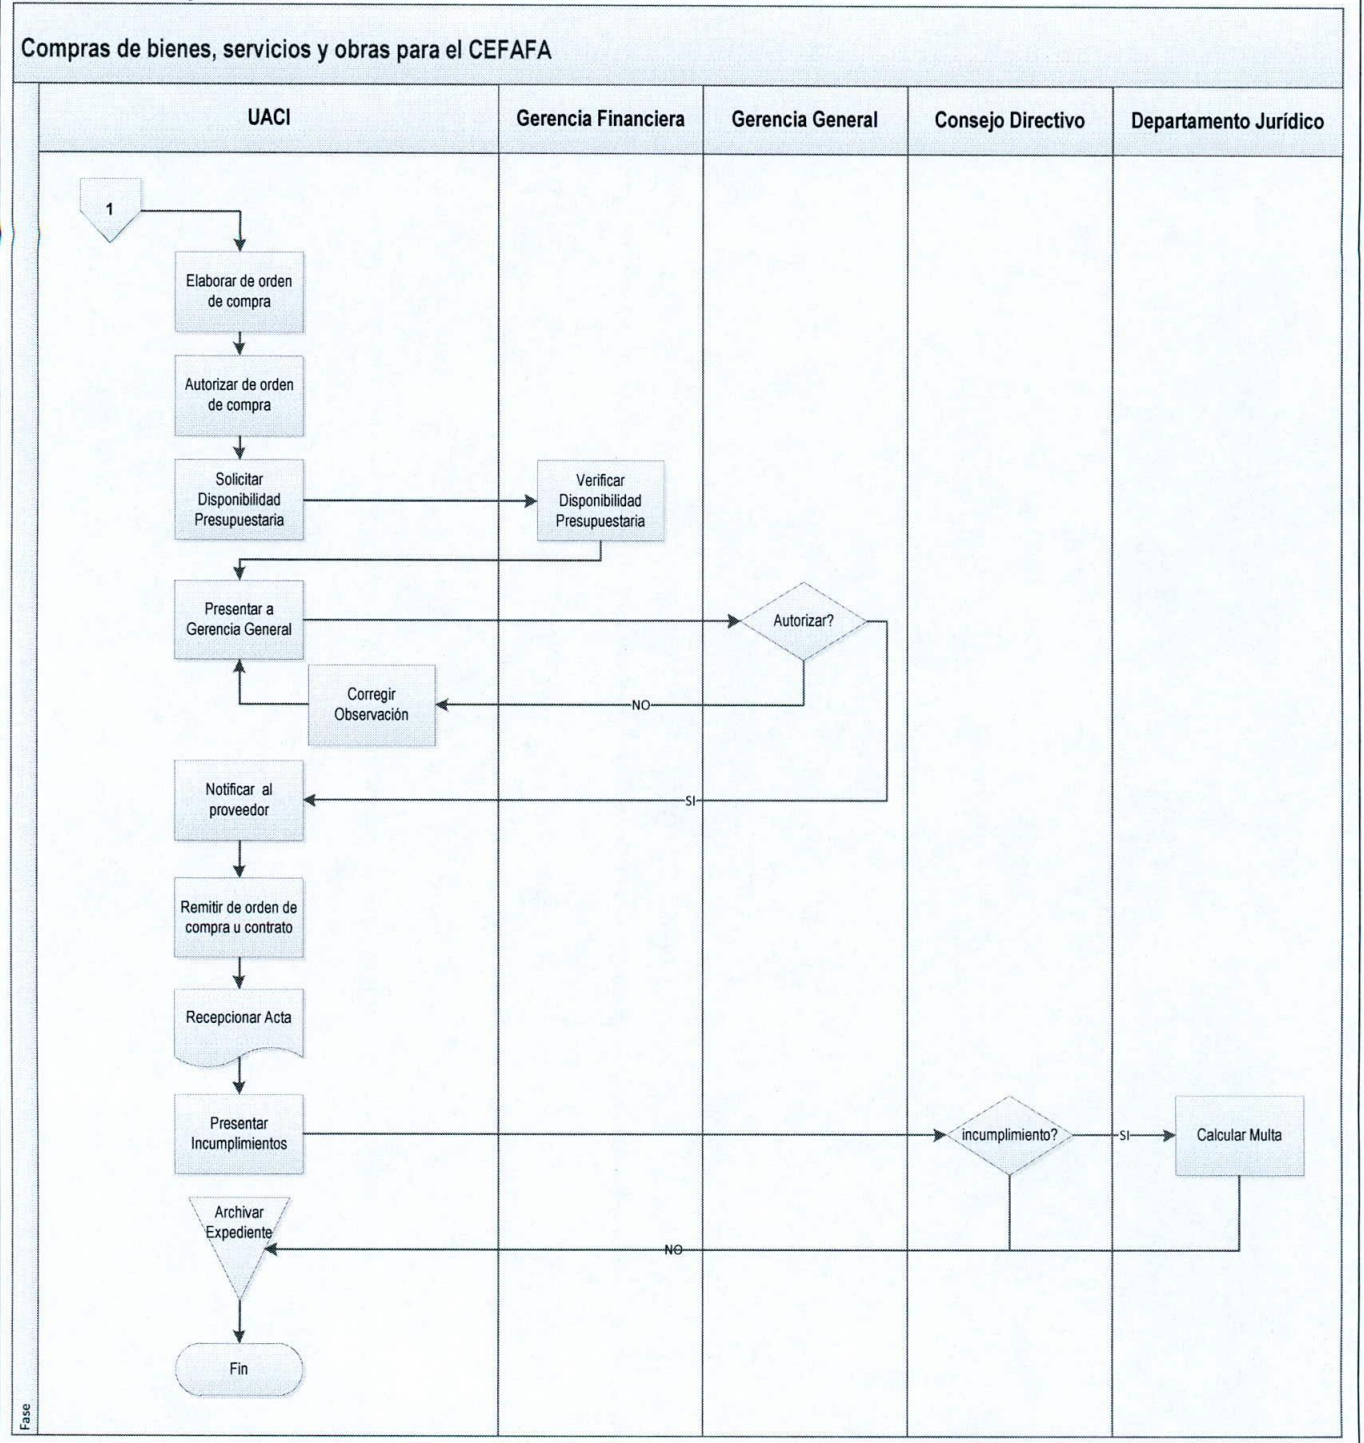 Compras de bienes, servicios y obras para el CEFAFA
UACI
Gerencia Financiera
Gerencia General
Consejo Directivo
Departamento Jurídico
1
Elaborar de orden
de compra
Autorizar de orden
de compra
Solicitar
Disponibilidad
Presupuestaria
Verificar
Disponibilidad
Presupuestaria
Presentar a
Gerencia General
Autorizar?
Corregir
Observación
NO
Notificar al
proveedor
SI
Remitir de orden de
compra u contrato
Recepcionar Acta
Presentar
Incumplimientos
incumplimiento?
SI
Calcular Multa
Archivar
Expediente
NO
Fin
Fase